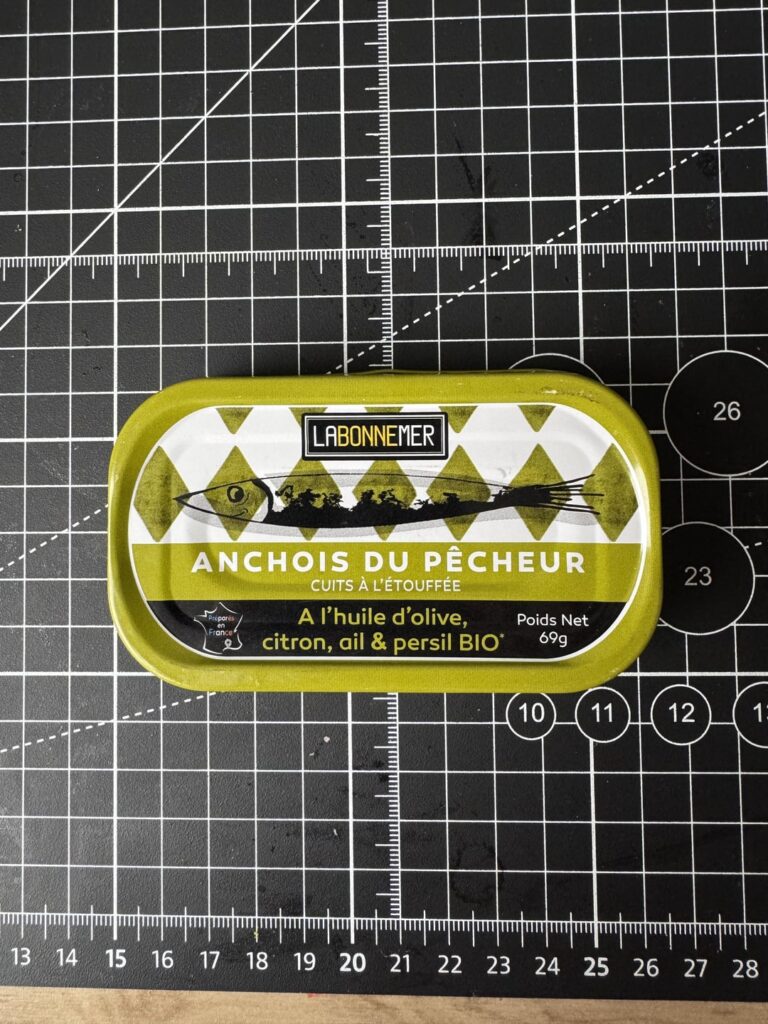 26
LABONNEMER
ANCHOIS DU PÊCHEUR
CUITS À L'ÉTOUFFÉE
Préparés
en
France
A l'huile d'olive,
citron, ail & persil BIO*
Poids Net
69g
23
10 11 12 13
13 14 15 16 17 18 19 20 21 22 23 24 25 26 27 28